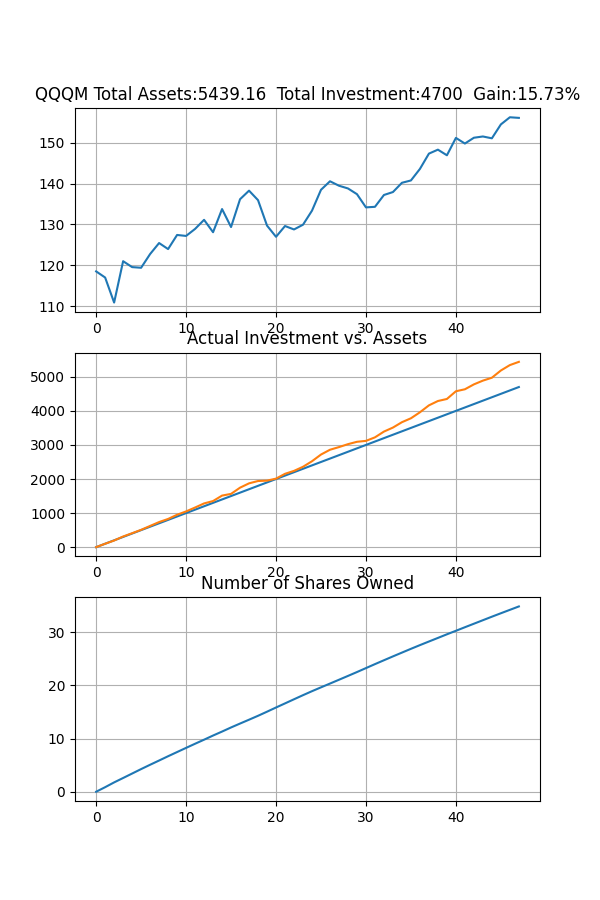 QQQM Total Assets:5439.16  Total Investment:4700  Gain:15.73%
150
140
130
120
110
0 10 20 30 40
Actual Investment vs. Assets
5000
4000
3000
2000
1000
0
0 10 20 30 40
Number of Shares Owned
30
20
10
0
0 10 20 30 40